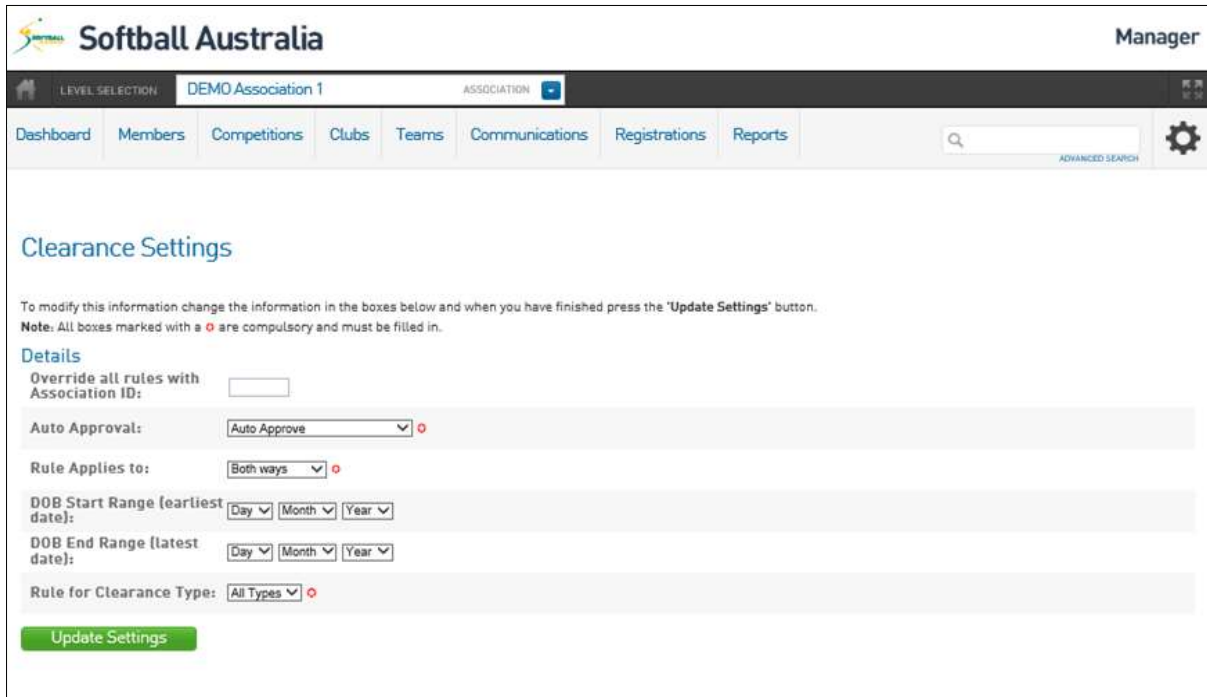 Softball Australia
Manager
LEVEL SELECTION DEMO Association 1 ASSOCIATION
Dashboard Members Competitions Clubs Teams Communications Registrations Reports
ADVANCED SEARCH
Clearance Settings
To modify this information change the information in the boxes below and when you have finished press the 'Update Settings' button.
Note: All boxes marked with a are compulsory and must be filled in.
Details
Override all rules with
Association ID:
Auto Approval: Auto Approve
Rule Applies to: Both ways
DOB Start Range (earliest
date): Day Month Year
DOB End Range (latest
date): Day Month Year
Rule for Clearance Type: All Types
Update Settings